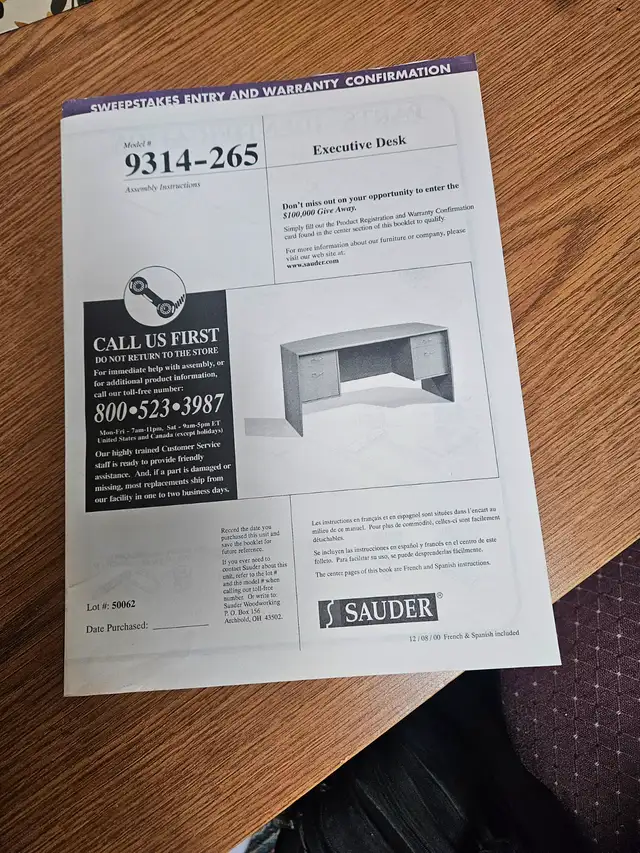 SWEEPSTAKES ENTRY AND WARRANTY CONFIRMATION
Model #
9314-265
Assembly Instructions
Executive Desk
Don't miss out on your opportunity to enter the
$100,000 Give Away.
Simply fill out the Product Registration and Warranty Confirmation
card found in the center section of this booklet to qualify.
For more information about our furniture or company, please
visit our web site at:
www.sauder.com
CALL US FIRST
DO NOT RETURN TO THE STORE
For immediate help with assembly, or
for additional product information,
call our toll-free number:
800•523•3987
Mon-Fri - 7am-11pm, Sat - 9am-5pm ET
United States and Canada (except holidays)
Our highly trained Customer Service
staff is ready to provide friendly
assistance. And, if a part is damaged or
missing, most replacements ship from
our facility in one to two business days.
Record the date you
purchased this unit and
save the booklet for
future reference.
If you ever need to
contact Sauder about this
unit, refer to the lot #
and the model # when
calling our toll-free
number. Or write to:
Sauder Woodworking
P. O. Box 156
Archbold, OH 43502.
Lot #: 50062
Date Purchased: ___________
Les instructions en français et en espagnol sont situées dans l'encart au
milieu de ce manuel. Pour plus de commodité, celles-ci sont facilement
détachables.
Se incluyen las instrucciones en español y francés en el centro de este
folleto. Para facilitar su uso, se puede desprenderlas fácilmente.
The center pages of this book are French and Spanish instructions.
SAUDER®
12 / 08 / 00 French & Spanish included